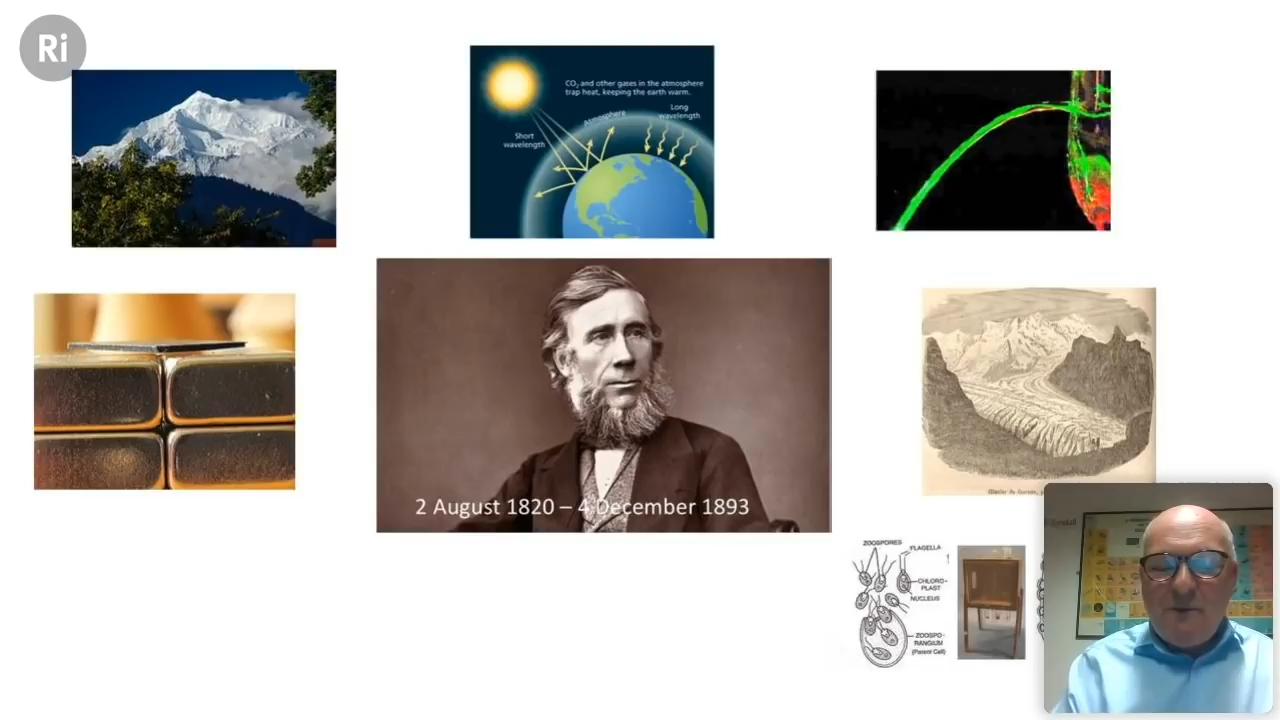 Ri
CO₂ and other gases in the atmosphere
trap heat, keeping the earth warm.
Atmosphere
Long
wavelength
Short
wavelength
2 August 1820 – 4 December 1893
ZOOSPORES
FLAGELLA
CHLORO-
PLAST
NUCLEUS
ZOOSPO-
RANGIUM
(Parent Cell)